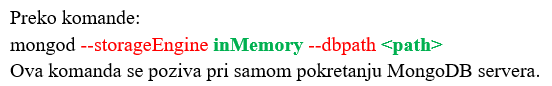 Preko komande:
mongod --storageEngine inMemory --dbpath <path>
Ova komanda se poziva pri samom pokretanju MongoDB servera.